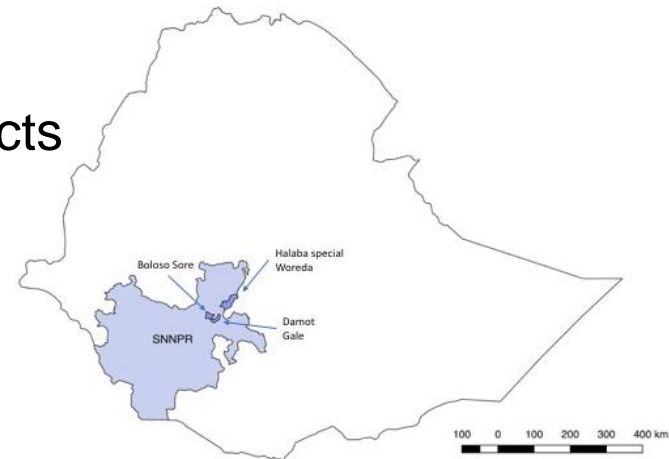 cts
Boloso Sore
Halaba special
Woreda
Damot
Gale
SNNPR
100 0 100 200 300 400 km